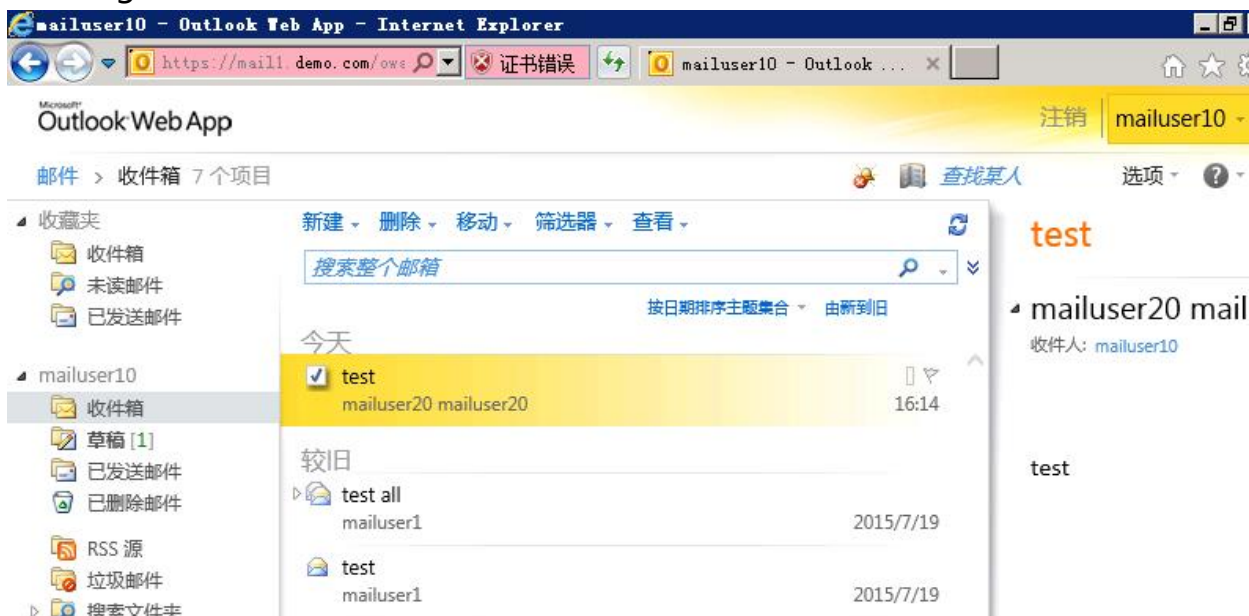 mailuser10 - Outlook Web App - Internet Explorer
https://mail1.demo.com/owa 证书错误 mailuser10 - Outlook ...
Microsoft
Outlook Web App 注销 mailuser10
邮件 > 收件箱 7 个项目 查找某人 选项
收藏夹
收件箱
未读邮件
已发送邮件
mailuser10
收件箱
草稿 [1]
已发送邮件
已删除邮件
RSS 源
垃圾邮件
搜索文件夹
新建 删除 移动 筛选器 查看
搜索整个邮箱
按日期排序主题集合 由新到旧
今天
test
mailuser20 mailuser20 16:14
较旧
test all
mailuser1 2015/7/19
test
mailuser1 2015/7/19
test
mailuser20 mail
收件人: mailuser10
test